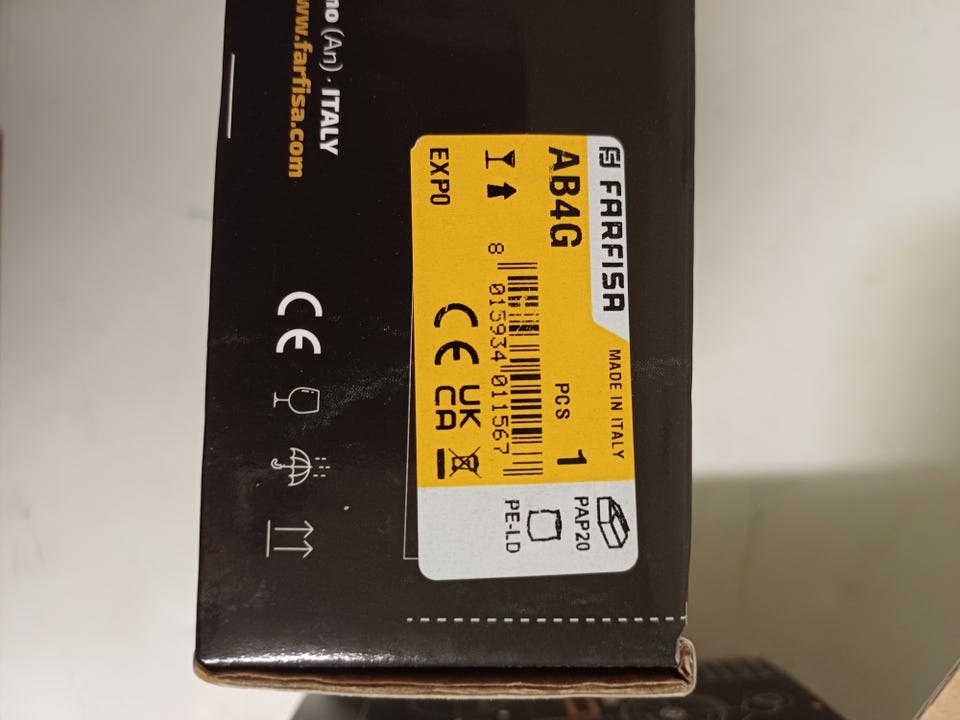 (An) · ITALY
www.farfisa.com
FARFISA
MADE IN ITALY
AB4G
PCS 1
8 015934 011567
EXPO
CE
UK
CA
PAP20
PE-LD
CE